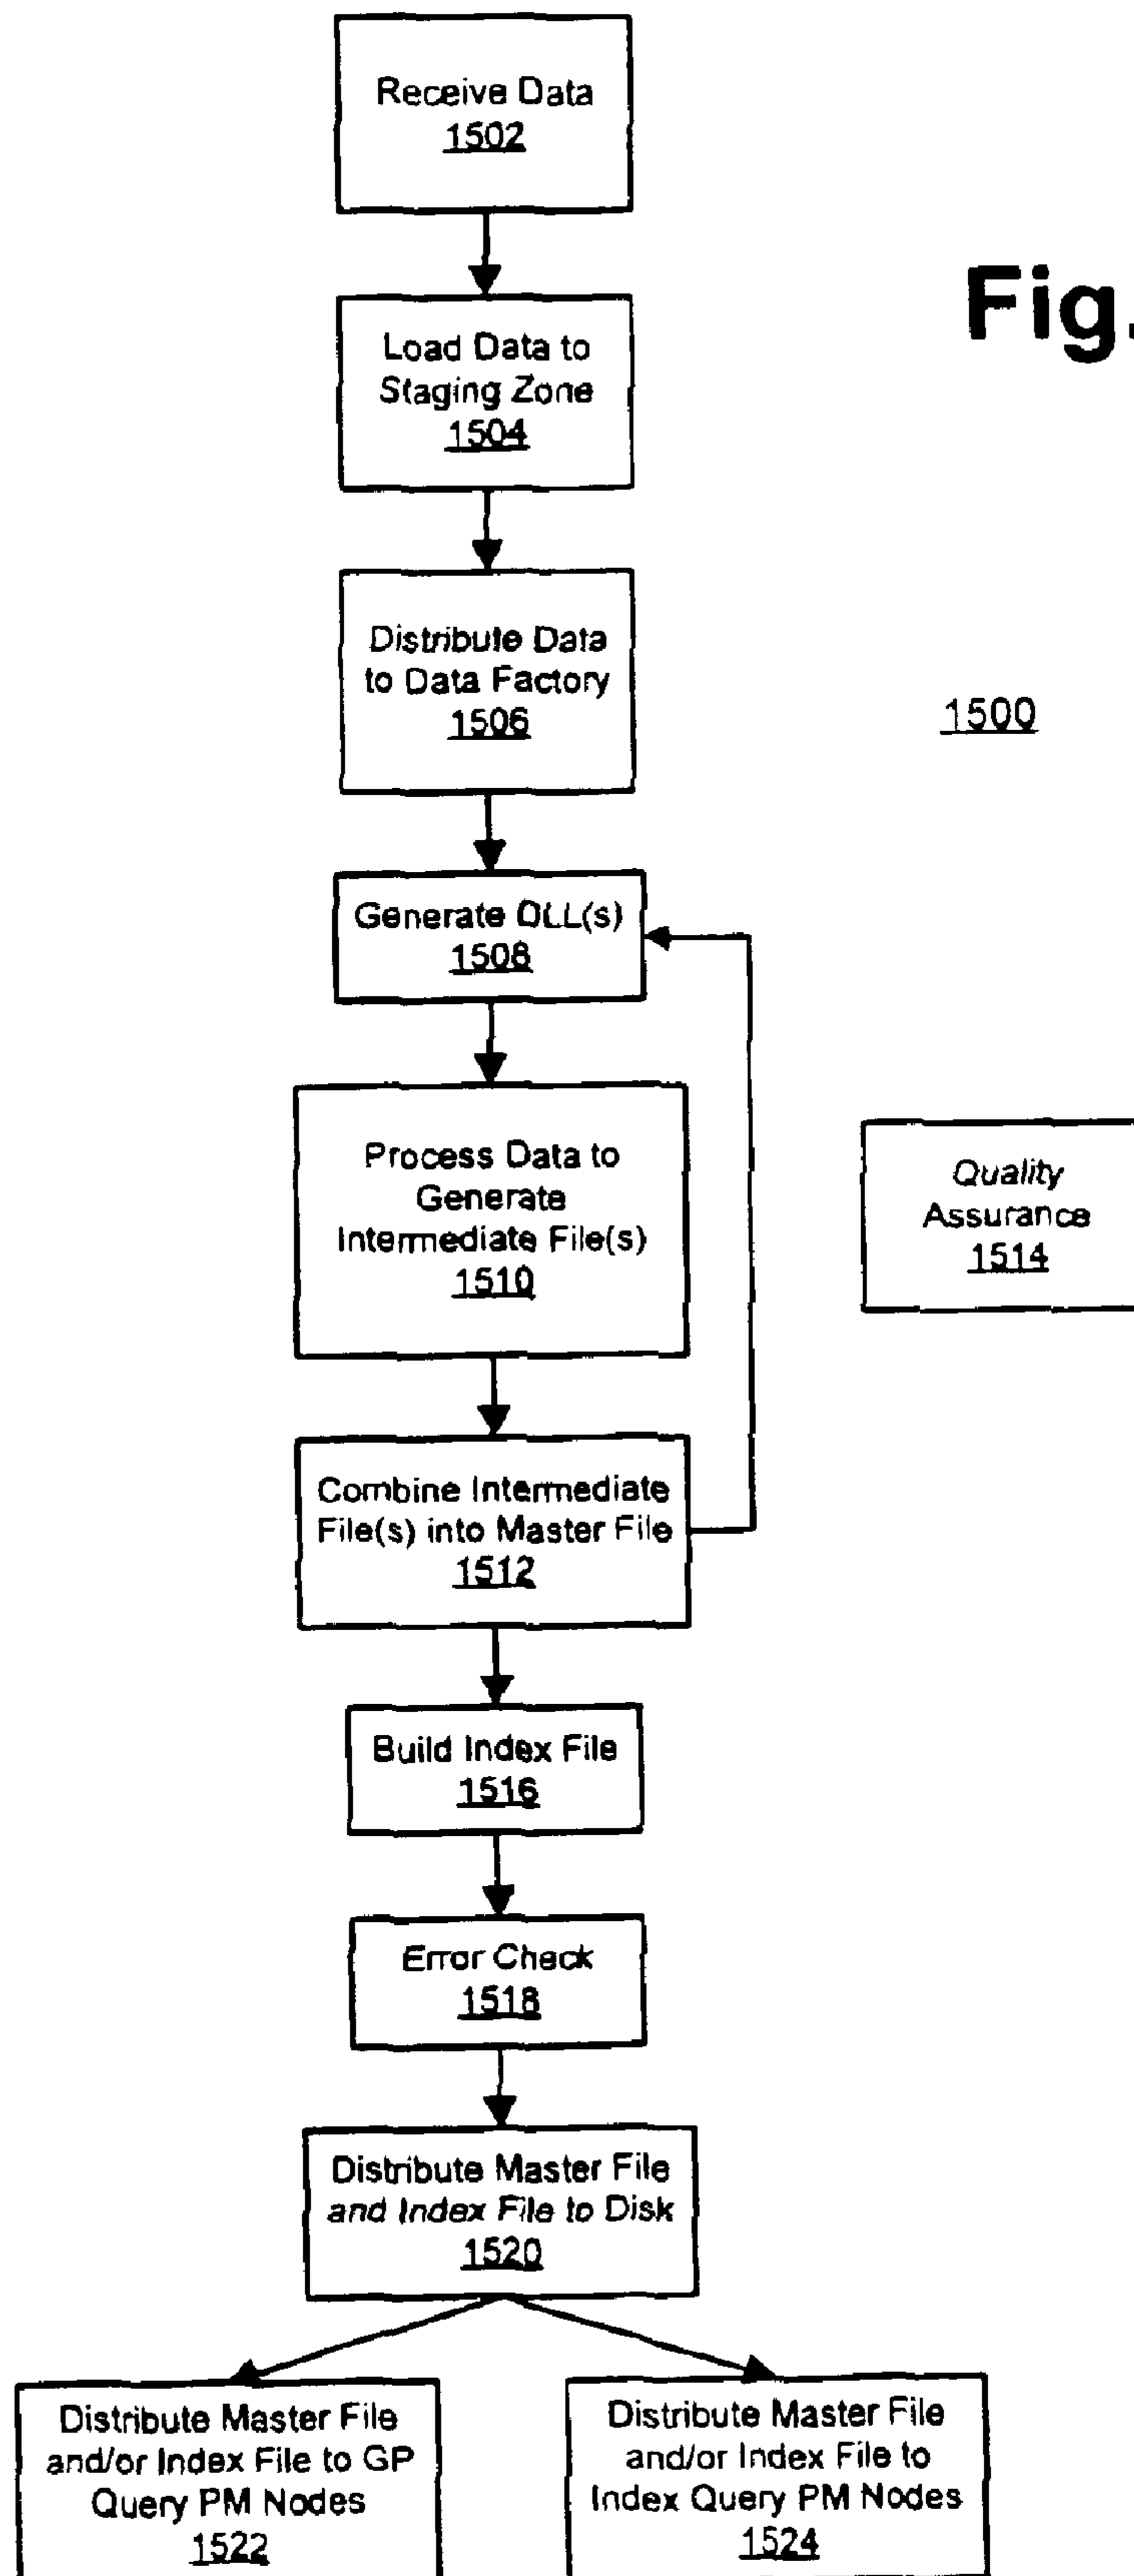 Receive Data
1502
Fig.
Load Data to
Staging Zone
1504
Distribute Data
to Data Factory
1506
1500
Generate DLL(s)
1508
Process Data to
Generate
Intermediate File(s)
1510
Quality
Assurance
1514
Combine Intermediate
File(s) into Master File
1512
Build Index File
1516
Error Check
1518
Distribute Master File
and Index File to Disk
1520
Distribute Master File
and/or Index File to GP
Query PM Nodes
1522
Distribute Master File
and/or Index File to
Index Query PM Nodes
1524